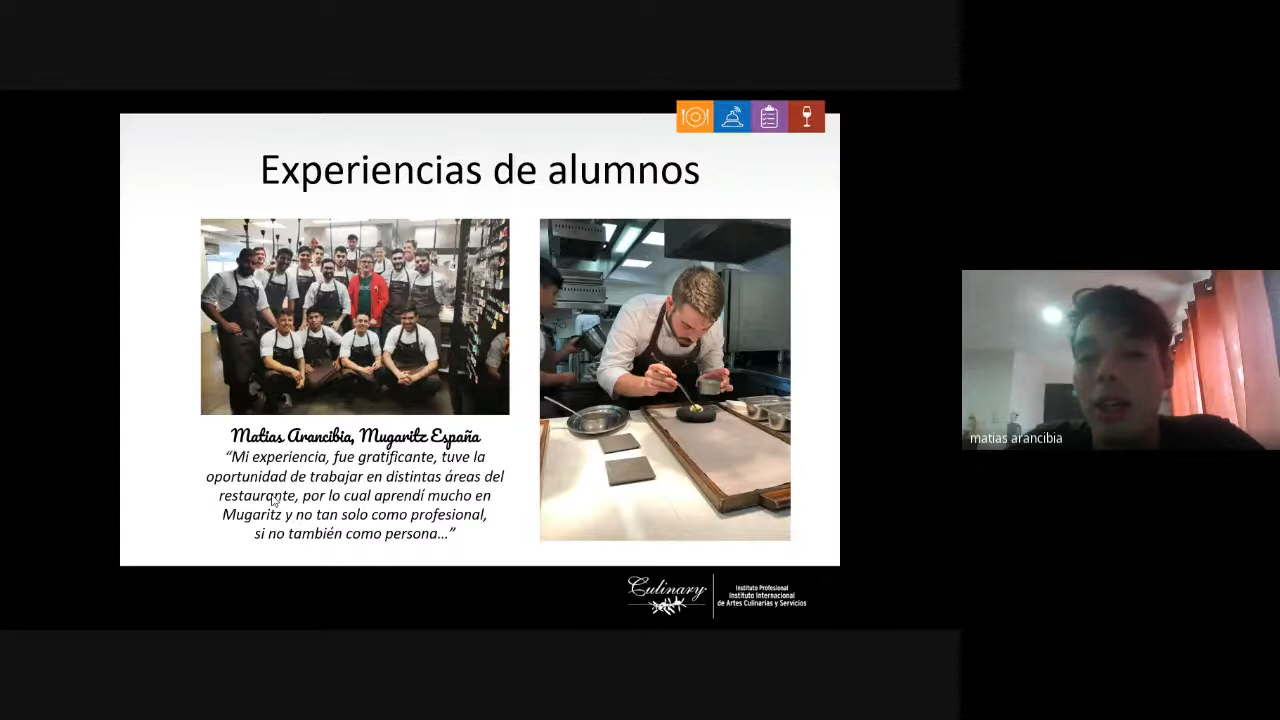 Experiencias de alumnos
Matias Arancibia, Mugaritz España
“Mi experiencia, fue gratificante, tuve la
oportunidad de trabajar en distintas áreas del
restaurante, por lo cual aprendí mucho en
Mugaritz y no tan solo como profesional,
si no también como persona...”
matias arancibia
Culinary
Instituto Profesional
Instituto Internacional
de Artes Culinarias y Servicios